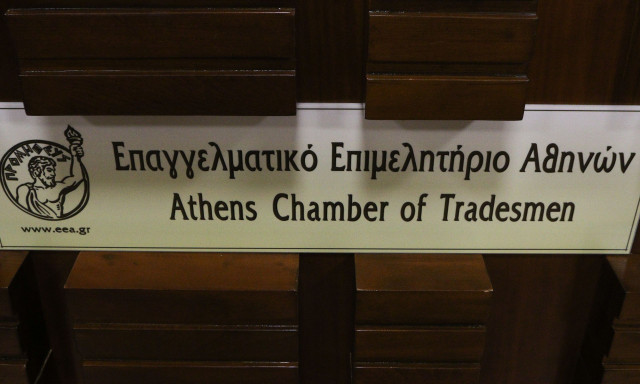 ΠΡΟΜΗΘΕΥΣ
Επαγγελματικό Επιμελητήριο Αθηνών
Athens Chamber of Tradesmen
www.eea.gr